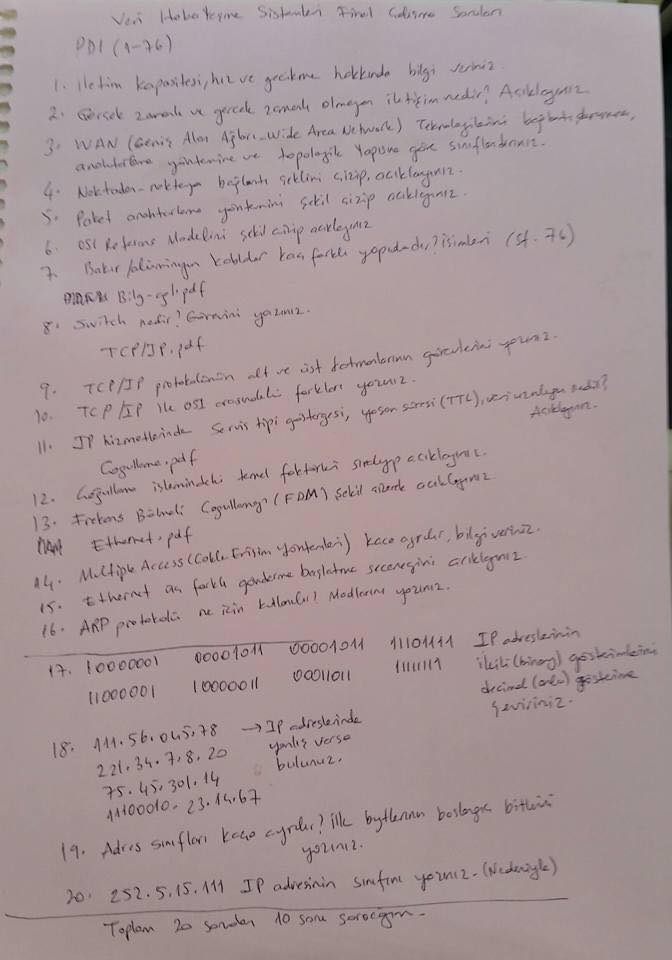 Veri Haberleşme Sistemleri Final Çalışma Soruları
PDF (1-76)
1. İletim kapasitesi, hız ve gecikme hakkında bilgi veriniz.
2. Gerçek zamanlı ve gerçek zamanlı olmayan iletişim nedir? Açıklayınız.
3. WAN (Geniş Alan Ağları - Wide Area Network) Teknolojilerini bağlantı durumuna,
anahtarlama yöntemine ve topolojik Yapısına göre sınıflandırınız.
4. Noktadan-noktaya bağlantı şeklini çizip, açıklayınız.
5. Paket anahtarlama yöntemini şekil çizip açıklayınız.
6. OSI Referans Modelini şekil çizip açıklayınız
7. Bakır/alüminyum kablolar kaç farklı yapıdadır? isimleri (Sf. 76)
Bilg-ağl.pdf
8. Switch nedir? Görevini yazınız.
TCP/IP.pdf
9. TCP/IP protokolünün alt ve üst katmanlarının görevlerini yazınız.
10. TCP/IP ile OSI arasındaki farkları yazınız.
11. IP hizmetlerinde Servis tipi göstergesi, yaşam süresi (TTL), veri uzunluğu nedir?
Açıklayınız.
Çoğullama.pdf
12. Çoğullama işlemindeki temel faktörleri sıralayıp açıklayınız.
13. Frekans Bölmeli Çoğullamayı (FDM) şekil çizerek açıklayınız.
Ethernet.pdf
14. Multiple Access (Çoklu Erişim Yöntemleri) kaça ayrılır, bilgi veriniz.
15. Ethernet üç farklı gönderme başlatma seçeneğini açıklayınız.
16. ARP protokolü ne için kullanılır? Modlarını yazınız.
17. 10000001 00001011 00001011 11101111 IP adreslerinin
11000001 10000011 00011011 11111111 ikili (binary) gösterimlerini
decimal (onlu) gösterime
çeviriniz.
18. 111.56.045.78 → IP adreslerinde
221.34.7.8.20 yanlış varsa
75.45.301.14 bulunuz.
11100010.23.14.67
19. Adres sınıfları kaça ayrılır? İlk bytlerının başlangıç bitlerini
yazınız.
20. 252.5.15.111 IP adresinin sınıfını yazınız. (Nedeniyle)
Toplam 20 sorudan 10 soru soracağım.